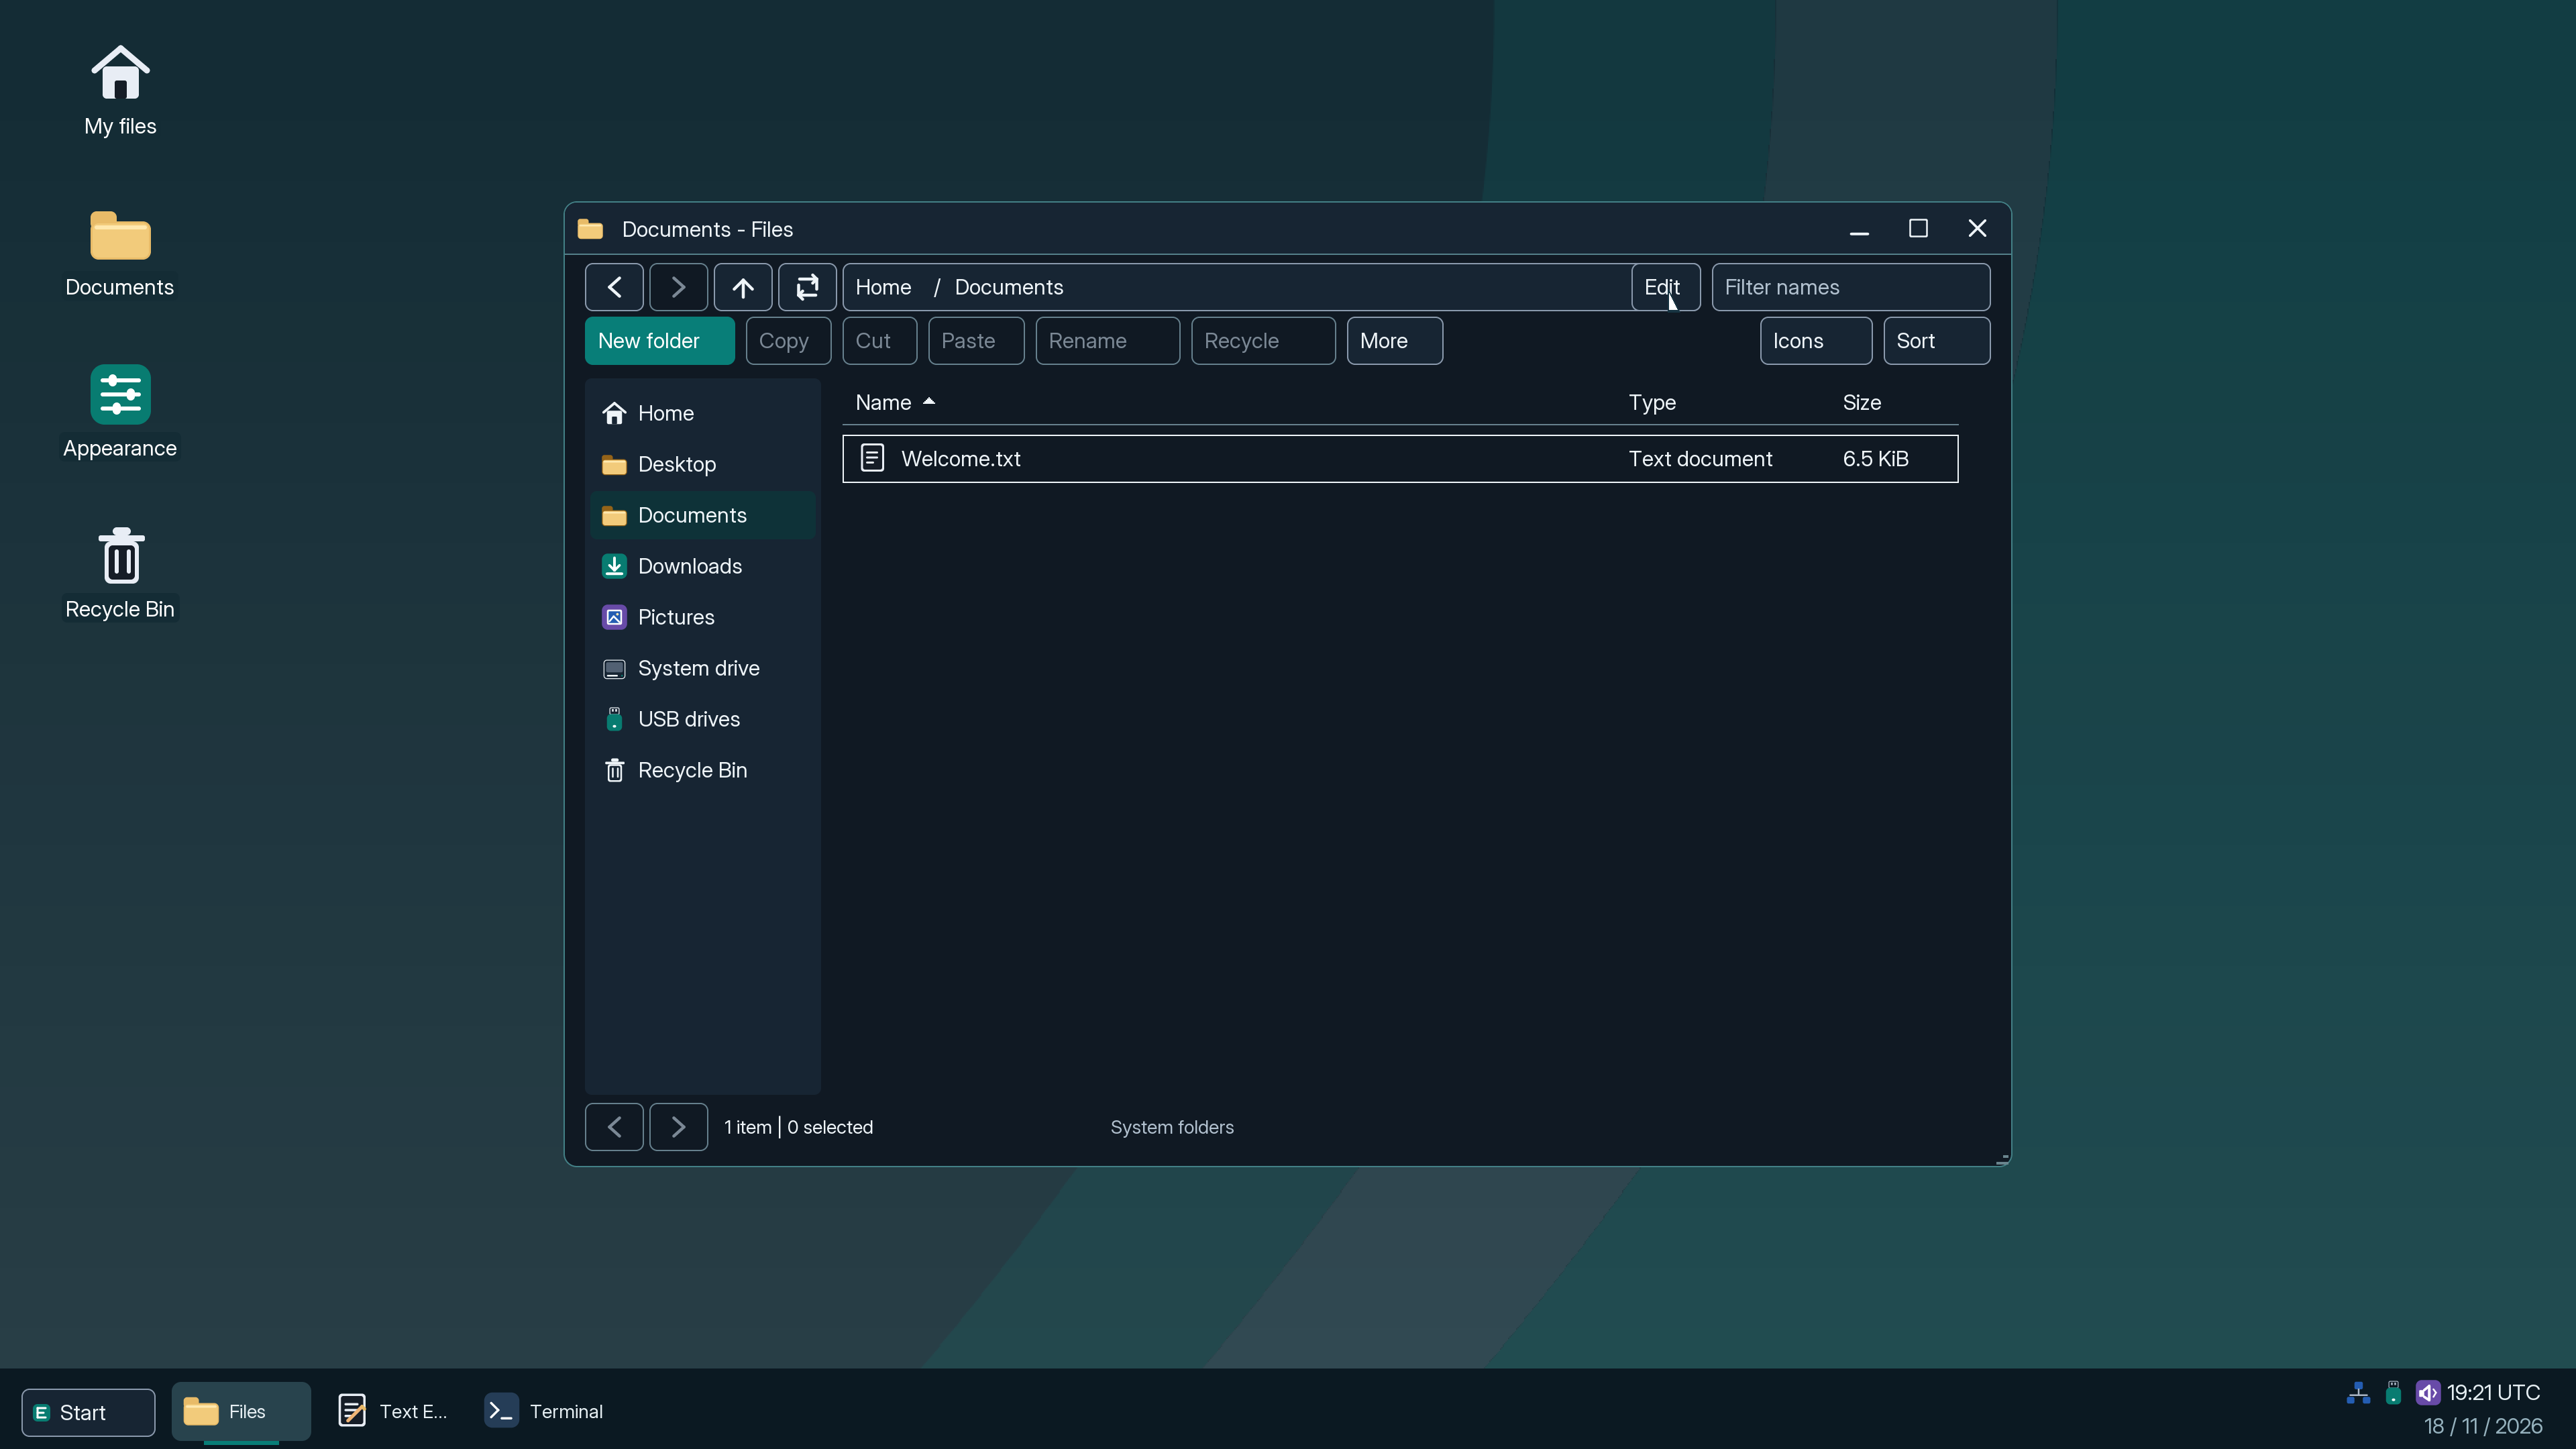 My files
Documents
Appearance
Recycle Bin
Documents - Files
Home / Documents
Edit
Filter names
New folder
Copy
Cut
Paste
Rename
Recycle
More
Icons
Sort
Home
Desktop
Documents
Downloads
Pictures
System drive
USB drives
Recycle Bin
Name Type Size
Welcome.txt Text document 6.5 KiB
1 item | 0 selected
System folders
E Start
Files
Text E...
Terminal
19:21 UTC
18 / 11 / 2026